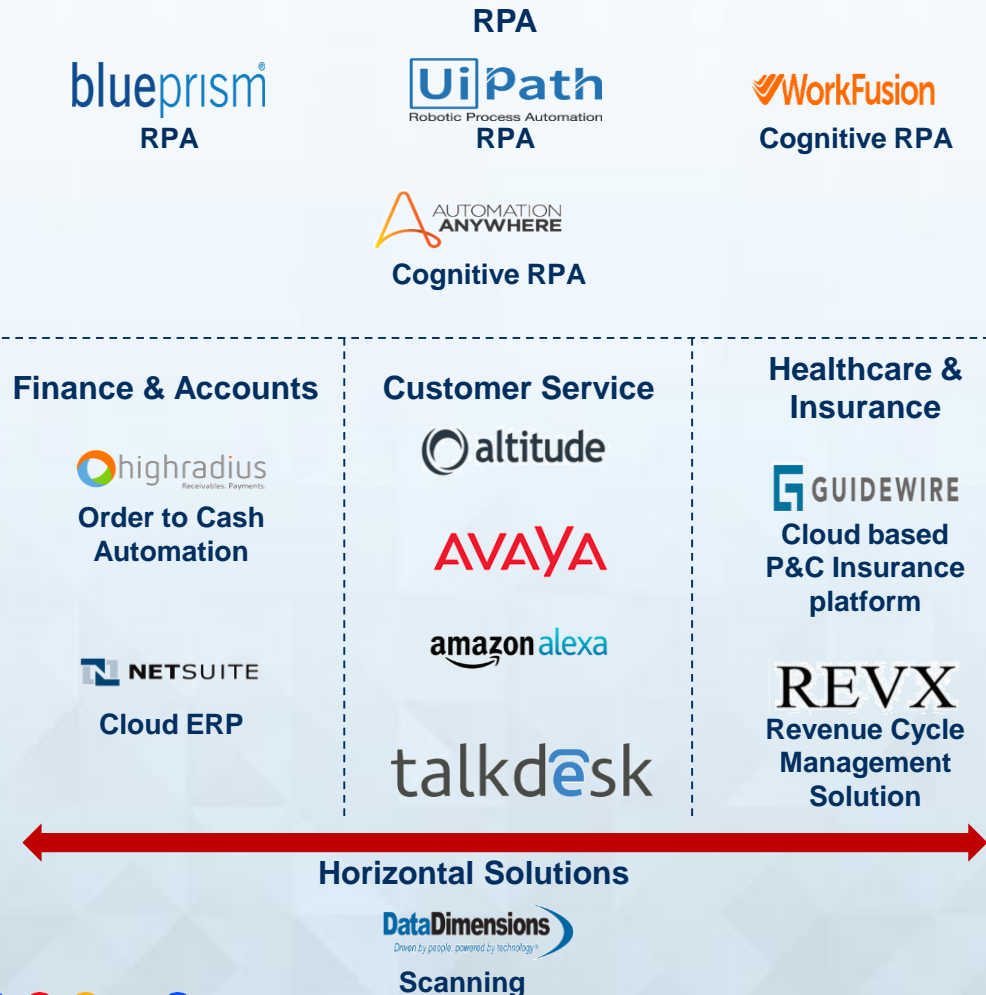 RPA
blueprism®
RPA
UiPath
Robotic Process Automation
RPA
WorkFusion
Cognitive RPA
AUTOMATION
ANYWHERE
Cognitive RPA
Finance & Accounts
highradius
Receivables. Payments.
Order to Cash
Automation
NETSUITE
Cloud ERP
Customer Service
altitude
AVAYA
amazon alexa
talkdesk
Healthcare &
Insurance
GUIDEWIRE
Cloud based
P&C Insurance
platform
REVX
Revenue Cycle
Management
Solution
Horizontal Solutions
DataDimensions
Driven by people. powered by technology®
Scanning